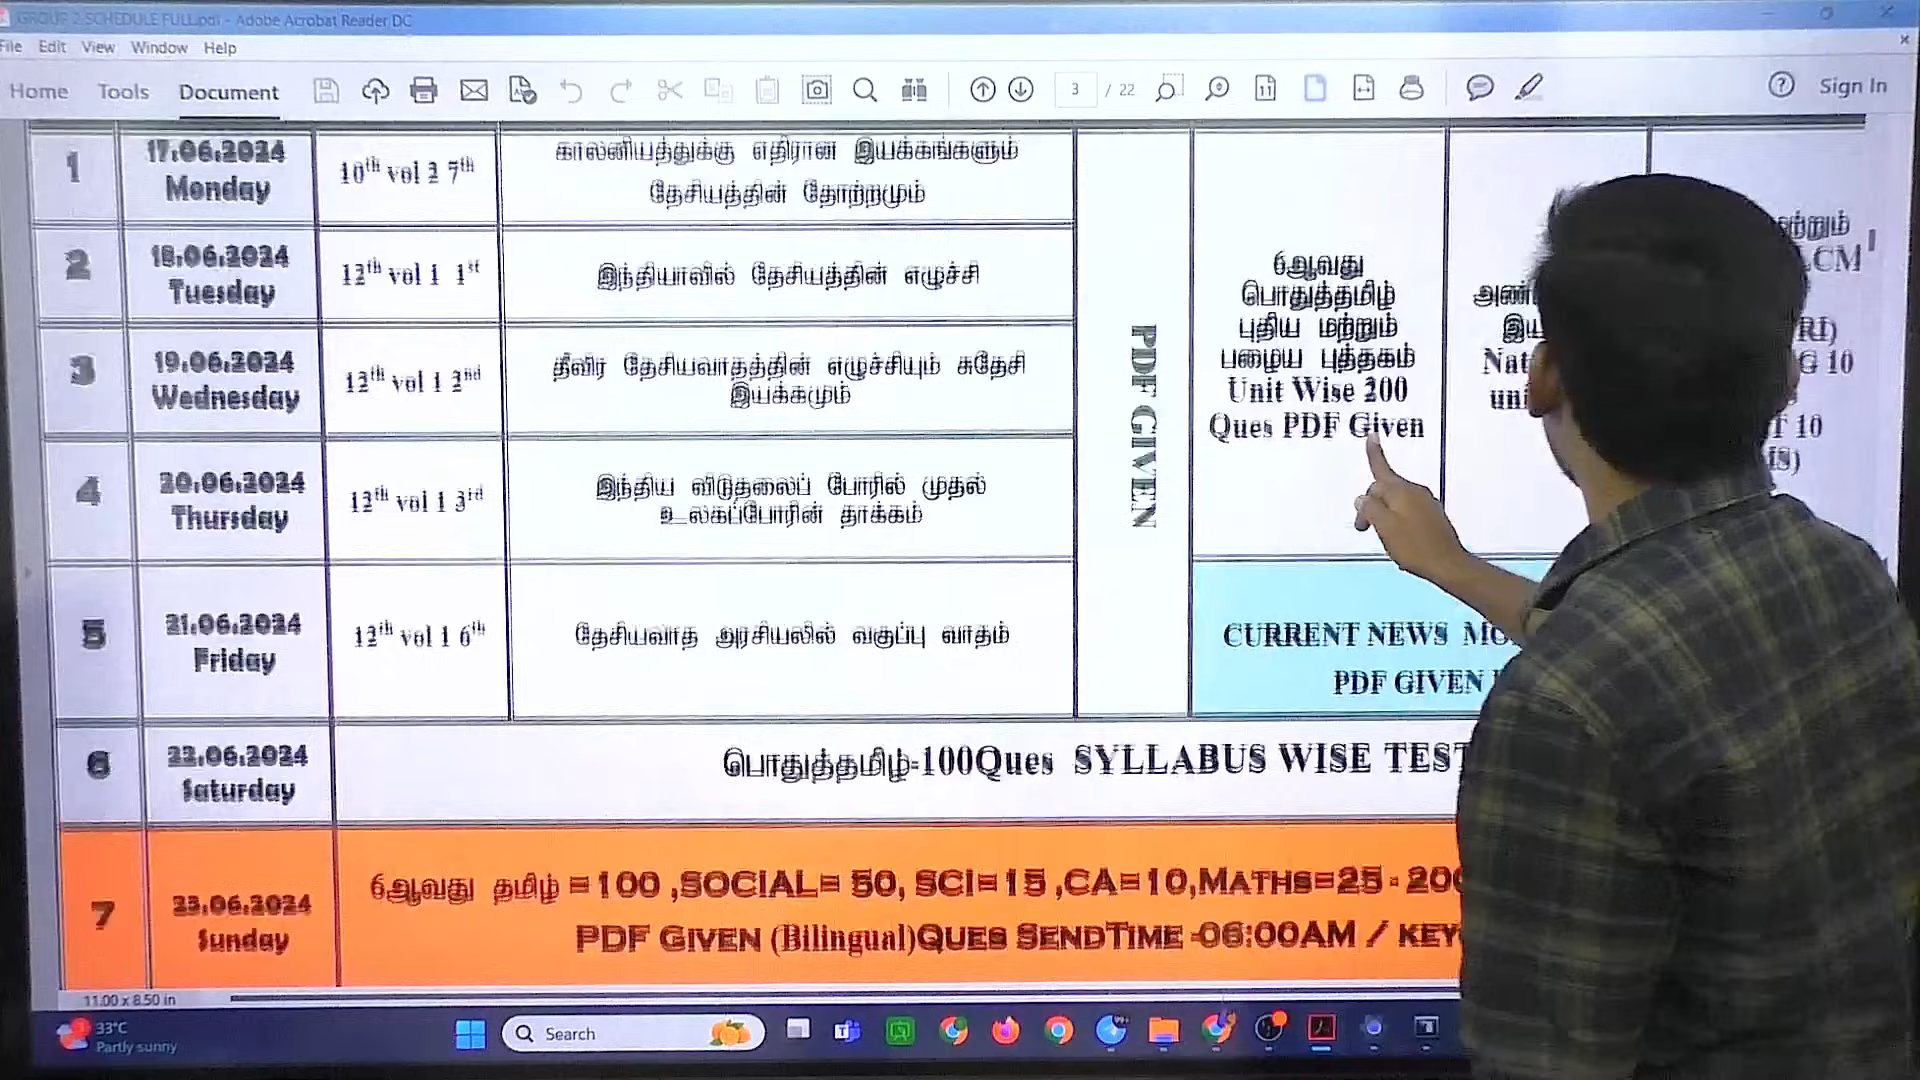 GROUP 2 SCHEDULE FULL.pdf - Adobe Acrobat Reader DC
File Edit View Window Help
Home Tools Document 3 / 22 Sign In
1 17.06.2024 Monday 10th vol 2 7th காலனியத்துக்கு எதிரான இயக்கங்களும்
தேசியத்தின் தோற்றமும்
2 18.06.2024 Tuesday 12th vol 1 1st இந்தியாவில் தேசியத்தின் எழுச்சி
3 19.06.2024 Wednesday 12th vol 1 2nd தீவிர தேசியவாதத்தின் எழுச்சியும் சுதேசி
இயக்கமும்
4 20.06.2024 Thursday 12th vol 1 3rd இந்திய விடுதலைப் போரில் முதல்
உலகப்போரின் தாக்கம்
5 21.06.2024 Friday 12th vol 1 6th தேசியவாத அரசியலில் வகுப்பு வாதம்
PDF GIVEN
6ஆவது
பொதுத்தமிழ்
புதிய மற்றும்
பழைய புத்தகம்
Unit Wise 200
Ques PDF Given
LCM
G 10
10
CURRENT NEWS
PDF GIVEN
6 22.06.2024 Saturday பொதுத்தமிழ்=100Ques SYLLABUS WISE TEST
7 23.06.2024 Sunday 6ஆவது தமிழ் =100 ,SOCIAL= 50, SCI=15 ,CA=10,MATHS=25 - 200
PDF GIVEN (Bilingual)QUES SENDTIME -06:00AM / KEY
11.00 x 8.50 in
33°C
Partly sunny
Search